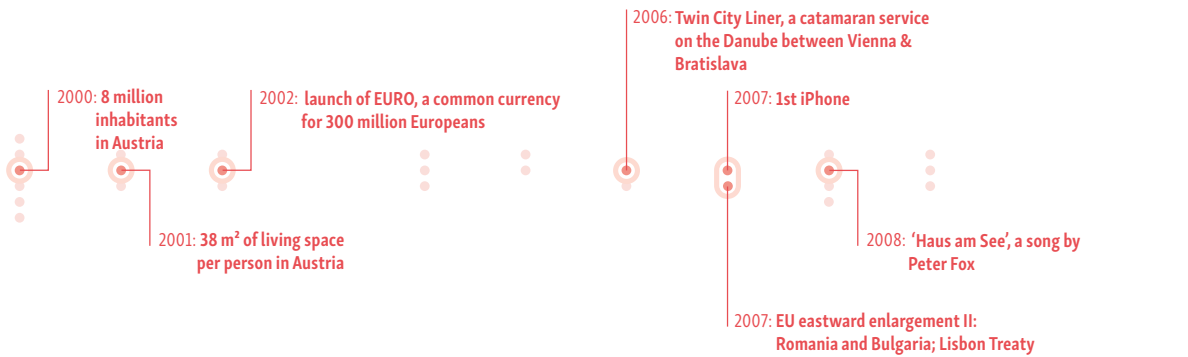 2000: 8 million
inhabitants
in Austria
2001: 38 m² of living space
per person in Austria
2002: launch of EURO, a common currency
for 300 million Europeans
2006: Twin City Liner, a catamaran service
on the Danube between Vienna &
Bratislava
2007: 1st iPhone
2007: EU eastward enlargement II:
Romania and Bulgaria; Lisbon Treaty
2008: ‘Haus am See’, a song by
Peter Fox